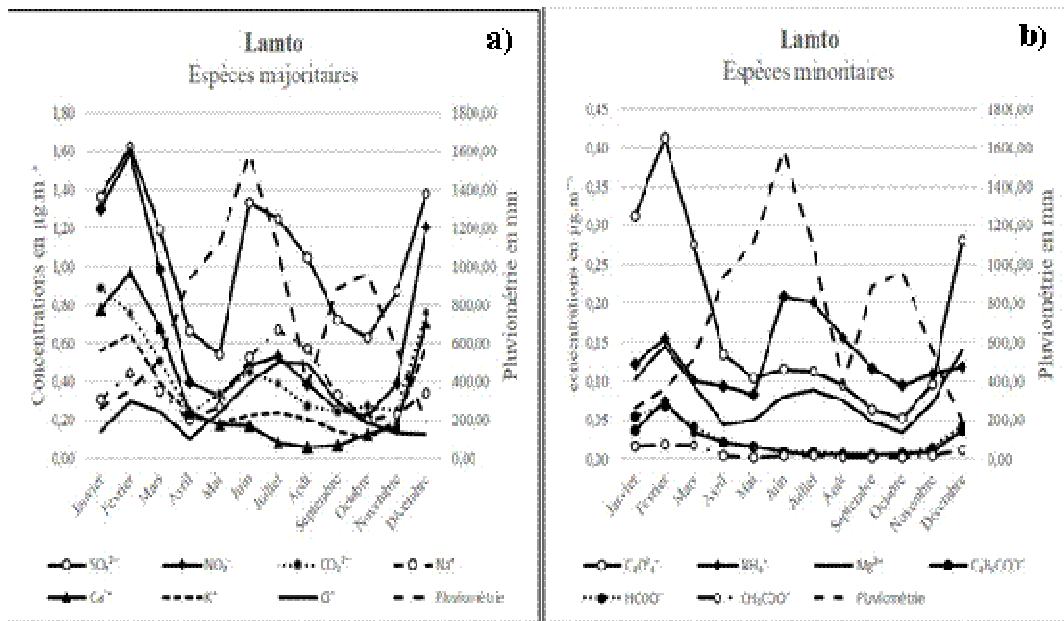 a)
Lamto
Espèces majoritaires
Concentrations en µg.m⁻³
1,80
1,60
1,40
1,20
1,00
0,80
0,60
0,40
0,20
0,00
1800,00
1600,00
1400,00
1200,00
1000,00
800,00
600,00
400,00
200,00
0,00
Pluviométrie en mm
Janvier
Février
Mars
Avril
Mai
Juin
Juillet
Août
Septembre
Octobre
Novembre
Décembre
SO₄²⁻ NO₃⁻ CO₃²⁻ Na⁺
Ca²⁺ K⁺ Cl⁻ Pluviométrie
b)
Lamto
Espèces minoritaires
0,45
0,40
0,35
0,30
0,25
0,20
0,15
0,10
0,05
0,00
1800,00
1600,00
1400,00
1200,00
1000,00
800,00
600,00
400,00
200,00
0,00
Pluviométrie en mm
Janvier
Février
Mars
Avril
Mai
Juin
Juillet
Août
Septembre
Octobre
Novembre
Décembre
NH₄⁺ Mg²⁺
HCOO⁻ CH₃COO⁻ Pluviométrie